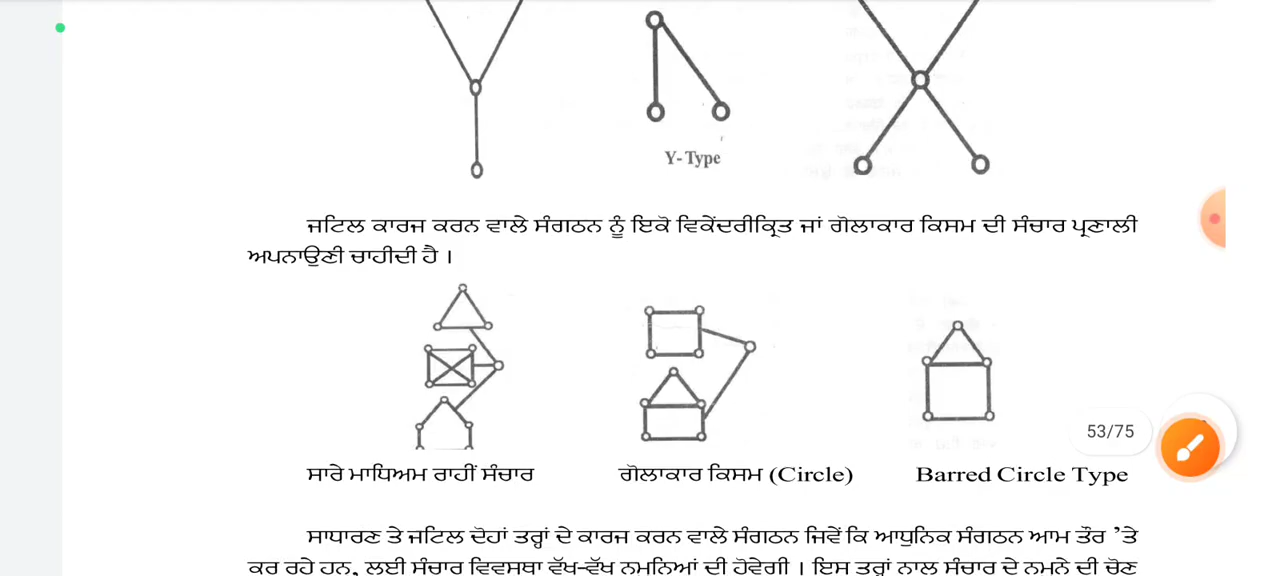 Y- Type
ਜਟਿਲ ਕਾਰਜ ਕਰਨ ਵਾਲੇ ਸੰਗਠਨ ਨੂੰ ਇਕੋ ਵਿਕੇਂਦਰੀਕ੍ਰਿਤ ਜਾਂ ਗੋਲਾਕਾਰ ਕਿਸਮ ਦੀ ਸੰਚਾਰ ਪ੍ਰਣਾਲੀ
ਅਪਨਾਉਣੀ ਚਾਹੀਦੀ ਹੈ ।
53/75
ਸਾਰੇ ਮਾਧਿਅਮ ਰਾਹੀਂ ਸੰਚਾਰ
ਗੋਲਾਕਾਰ ਕਿਸਮ (Circle)
Barred Circle Type
ਸਾਧਾਰਣ ਤੇ ਜਟਿਲ ਦੋਹਾਂ ਤਰ੍ਹਾਂ ਦੇ ਕਾਰਜ ਕਰਨ ਵਾਲੇ ਸੰਗਠਨ ਜਿਵੇਂ ਕਿ ਆਧੁਨਿਕ ਸੰਗਠਨ ਆਮ ਤੌਰ 'ਤੇ
ਕਰ ਰਹੇ ਹਨ, ਲਈ ਸੰਚਾਰ ਵਿਵਸਥਾ ਵੱਖ-ਵੱਖ ਨਮੂਨਿਆਂ ਦੀ ਹੋਵੇਗੀ । ਇਸ ਤਰ੍ਹਾਂ ਨਾਲ ਸੰਚਾਰ ਦੇ ਨਮੂਨੇ ਦੀ ਚੋਣ